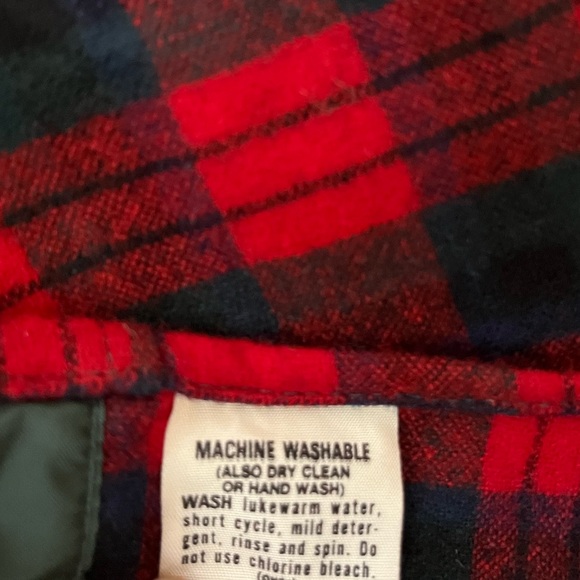 MACHINE WASHABLE
(ALSO DRY CLEAN
OR HAND WASH)
WASH lukewarm water,
short cycle, mild deter-
gent, rinse and spin. Do
not use chlorine bleach.